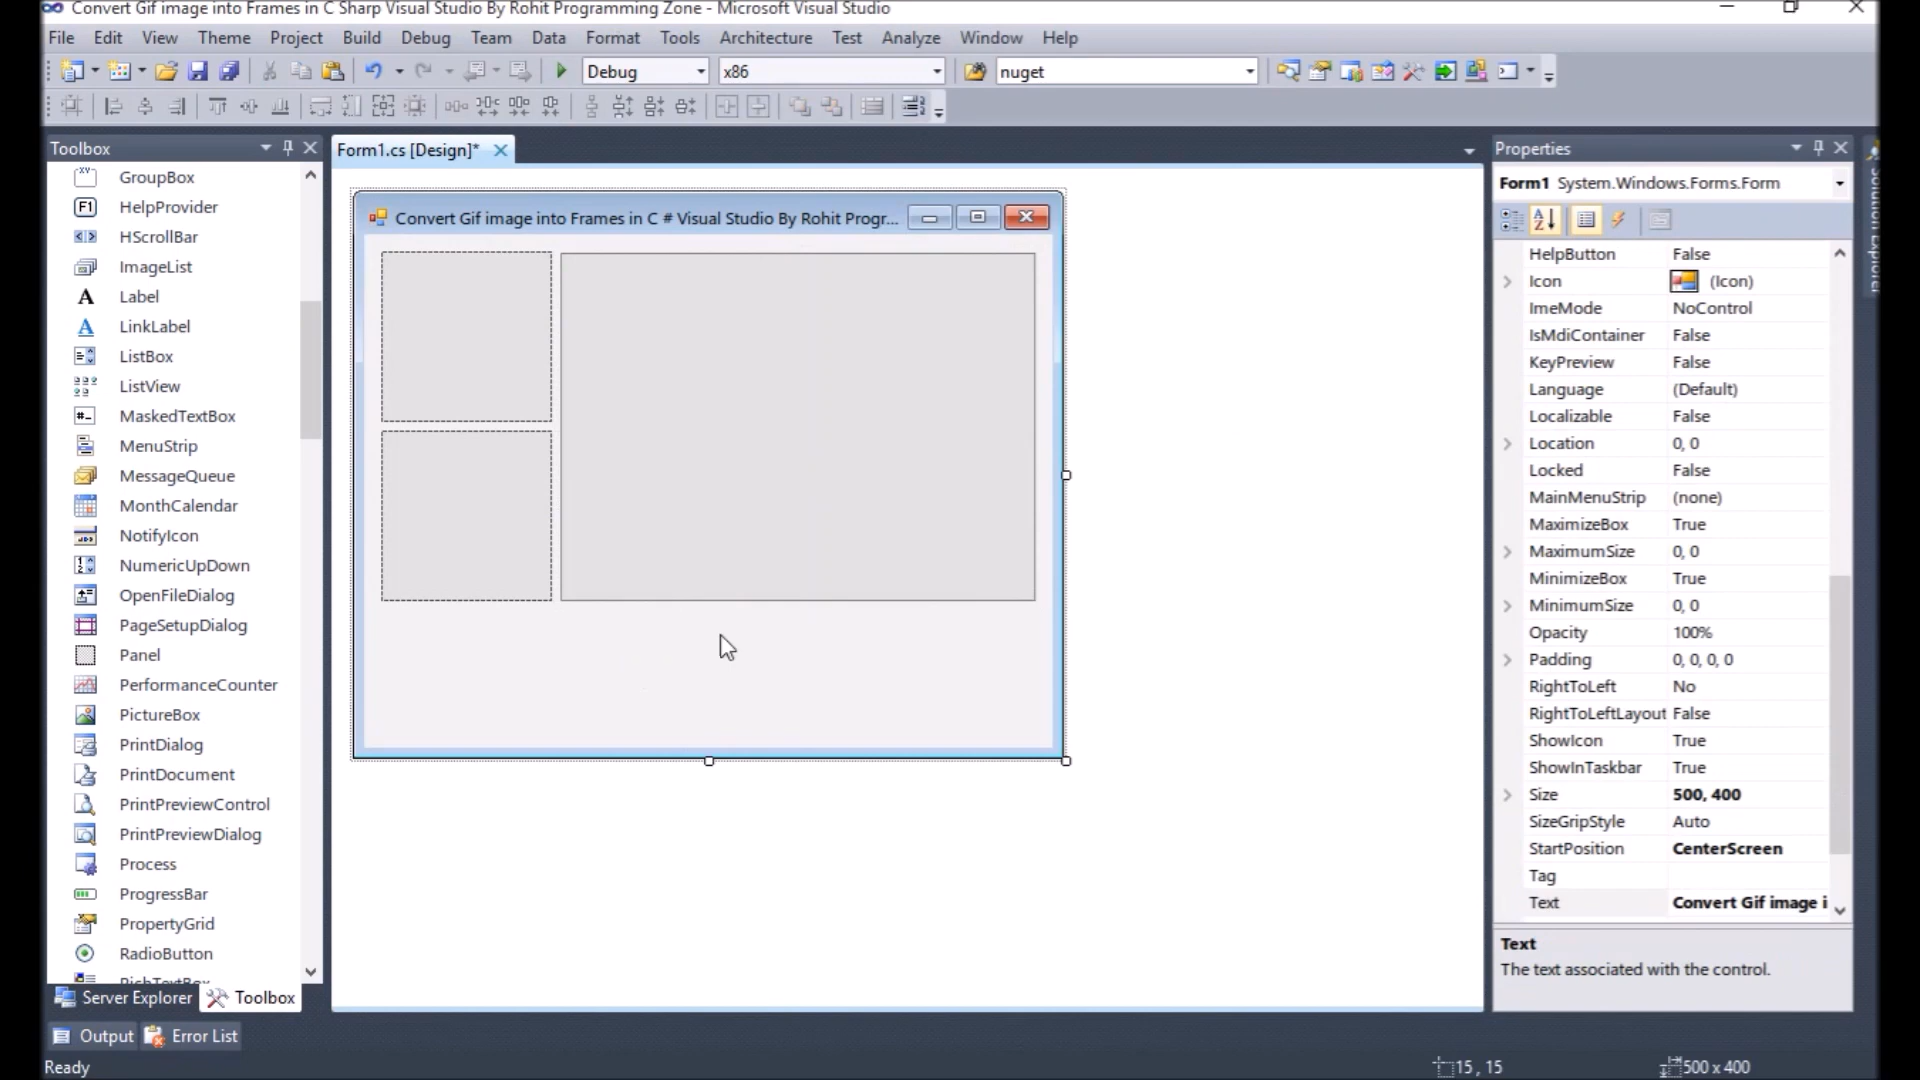 Convert Gif image into Frames in C Sharp Visual Studio By Rohit Programming Zone - Microsoft Visual Studio
File Edit View Theme Project Build Debug Team Data Format Tools Architecture Test Analyze Window Help
Debug x86 nuget
Toolbox
GroupBox
HelpProvider
HScrollBar
ImageList
Label
LinkLabel
ListBox
ListView
MaskedTextBox
MenuStrip
MessageQueue
MonthCalendar
NotifyIcon
NumericUpDown
OpenFileDialog
PageSetupDialog
Panel
PerformanceCounter
PictureBox
PrintDialog
PrintDocument
PrintPreviewControl
PrintPreviewDialog
Process
ProgressBar
PropertyGrid
RadioButton
RichTextBox
Server Explorer Toolbox
Form1.cs [Design]*
Convert Gif image into Frames in C # Visual Studio By Rohit Progr...
Properties
Form1 System.Windows.Forms.Form
HelpButton False
Icon (Icon)
ImeMode NoControl
IsMdiContainer False
KeyPreview False
Language (Default)
Localizable False
Location 0, 0
Locked False
MainMenuStrip (none)
MaximizeBox True
MaximumSize 0, 0
MinimizeBox True
MinimumSize 0, 0
Opacity 100%
Padding 0, 0, 0, 0
RightToLeft No
RightToLeftLayout False
ShowIcon True
ShowInTaskbar True
Size 500, 400
SizeGripStyle Auto
StartPosition CenterScreen
Tag
Text Convert Gif image i
Text
The text associated with the control.
Solution Explorer
Output Error List
Ready 15 , 15 500 x 400